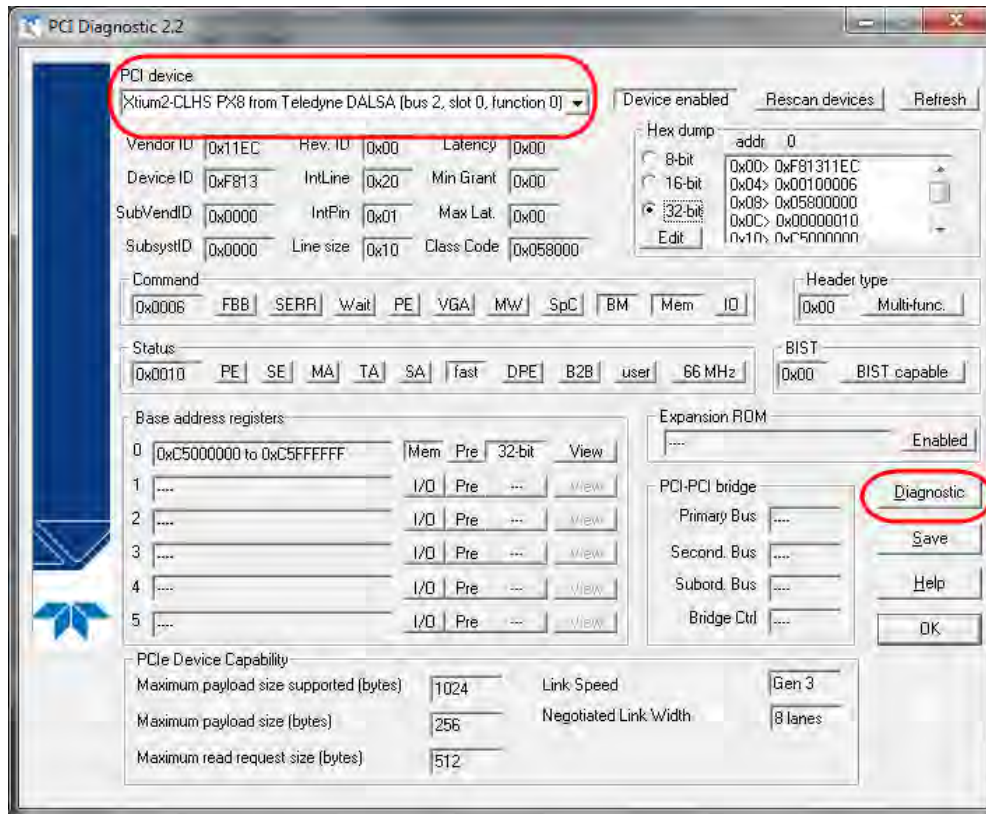 PCI Diagnostic 2.2
PCI device
Xtium2-CLHS PX8 from Teledyne DALSA (bus 2, slot 0, function 0)
Device enabled
Rescan devices
Refresh
Vendor ID 0x11EC Rev. ID 0x00 Latency 0x00
Device ID 0xF813 IntLine 0x20 Min Grant 0x00
SubVendID 0x0000 IntPin 0x01 Max Lat. 0x00
SubsystID 0x0000 Line size 0x10 Class Code 0x058000
Hex dump
addr 0
8-bit
16-bit
32-bit
Edit
0x00> 0xF81311EC
0x04> 0x00100006
0x08> 0x05800000
0x0C> 0x00000010
0x10> 0xC5000000
Command
0x0006 FBB SERR Wait PE VGA MW SpC BM Mem IO
Header type
0x00 Multi-func.
Status
0x0010 PE SE MA TA SA fast DPE B2B user 66 MHz
BIST
0x00 BIST capable
Base address registers
0 0xC5000000 to 0xC5FFFFFF Mem Pre 32-bit View
1 ---- I/O Pre --- View
2 ---- I/O Pre --- View
3 ---- I/O Pre --- View
4 ---- I/O Pre --- View
5 ---- I/O Pre --- View
Expansion ROM
---- Enabled
PCI-PCI bridge
Primary Bus ----
Second. Bus ----
Subord. Bus ----
Bridge Ctrl ----
Diagnostic
Save
Help
OK
PCIe Device Capability
Maximum payload size supported (bytes) 1024 Link Speed Gen 3
Maximum payload size (bytes) 256 Negotiated Link Width 8 lanes
Maximum read request size (bytes) 512